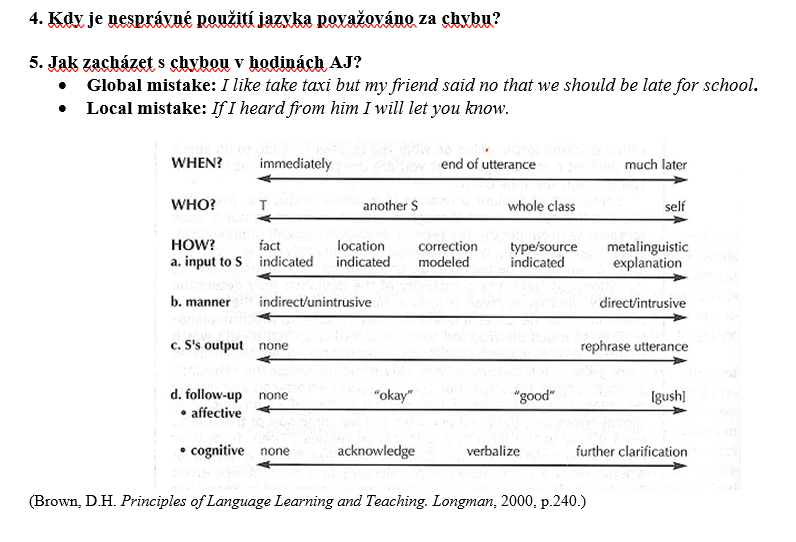 4. Kdy je nesprávné použití jazyka považováno za chybu?
5. Jak zacházet s chybou v hodinách AJ?
• Global mistake: I like take taxi but my friend said no that we should be late for school.
• Local mistake: If I heard from him I will let you know.
WHEN? immediately end of utterance much later
WHO? T another S whole class self
HOW? fact location correction type/source metalinguistic
a. input to S indicated indicated modeled indicated explanation
b. manner indirect/unintrusive direct/intrusive
c. S's output none rephrase utterance
d. follow-up none "okay" "good" [gush]
• affective
• cognitive none acknowledge verbalize further clarification
(Brown, D.H. Principles of Language Learning and Teaching. Longman, 2000, p.240.)